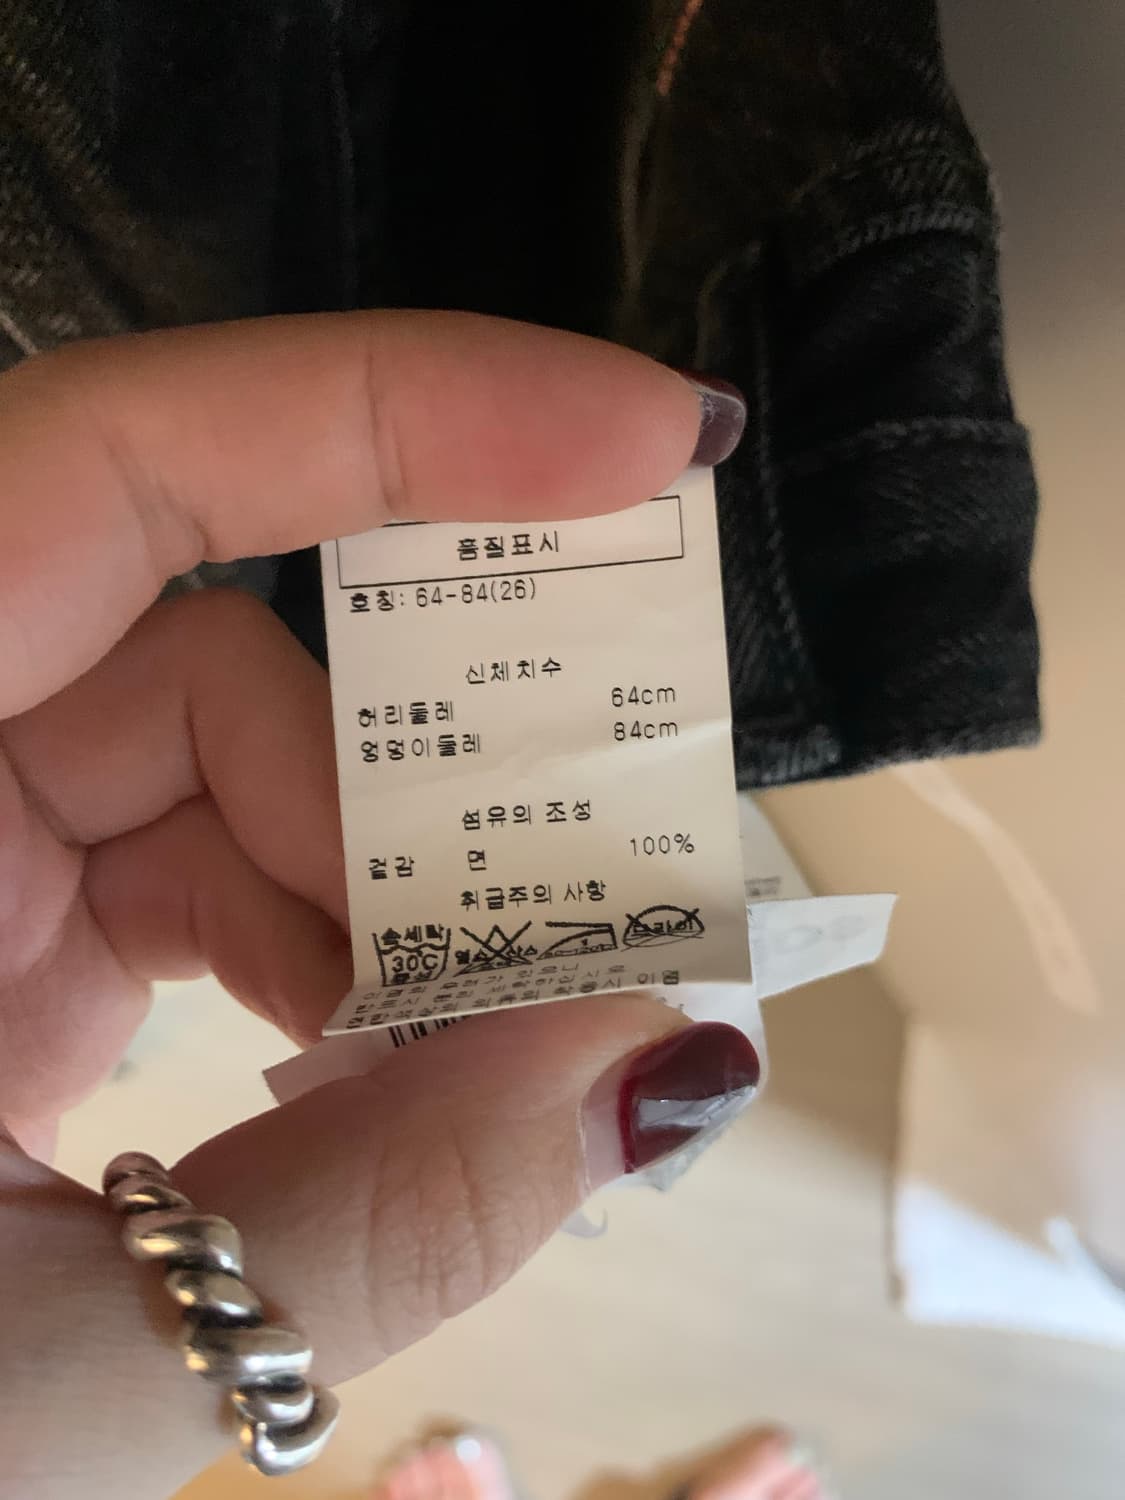 품질표시
호칭: 64-84(26)
신체치수
허리둘레 64cm
엉덩이둘레 84cm
섬유의 조성
겉감 면 100%
취급주의 사항
손세탁 드라이
30℃